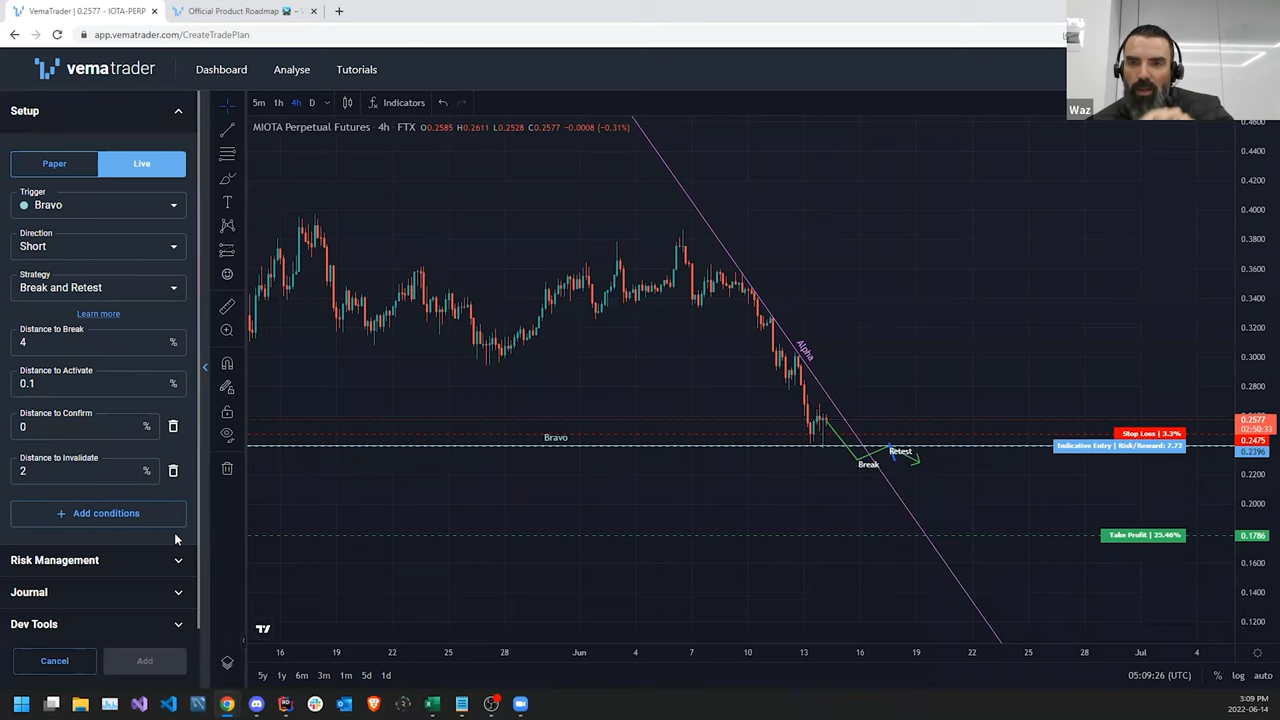 VemaTrader | 0.2577 - IOTA-PERP
Official Product Roadmap
app.vematrader.com/CreateTradePlan
vematrader
Dashboard
Analyse
Tutorials
Waz
Setup
Paper
Live
Trigger
Bravo
Direction
Short
Strategy
Break and Retest
Learn more
Distance to Break
4 %
Distance to Activate
0.1 %
Distance to Confirm
0 %
Distance to Invalidate
2 %
+ Add conditions
Risk Management
Journal
Dev Tools
Cancel
Add
5m 1h 4h D
Indicators
MIOTA Perpetual Futures · 4h · FTX O0.2585 H0.2611 L0.2528 C0.2577 -0.0008 (-0.31%)
Alpha
Bravo
Break
Retest
Stop Loss | 3.3%
Indicative Entry | Risk/Reward: 7.72
Take Profit | 25.46%
0.4600
0.4400
0.4200
0.4000
0.3800
0.3600
0.3400
0.3200
0.3000
0.2800
0.2577
02:50:33
0.2475
0.2396
0.2200
0.2000
0.1786
0.1600
0.1400
0.1200
16 19 22 25 28 Jun 4 7 10 13 16 19 22 25 28 Jul 4
5y 1y 6m 3m 1m 5d 1d
05:09:26 (UTC)
% log auto
3:09 PM
2022-06-14